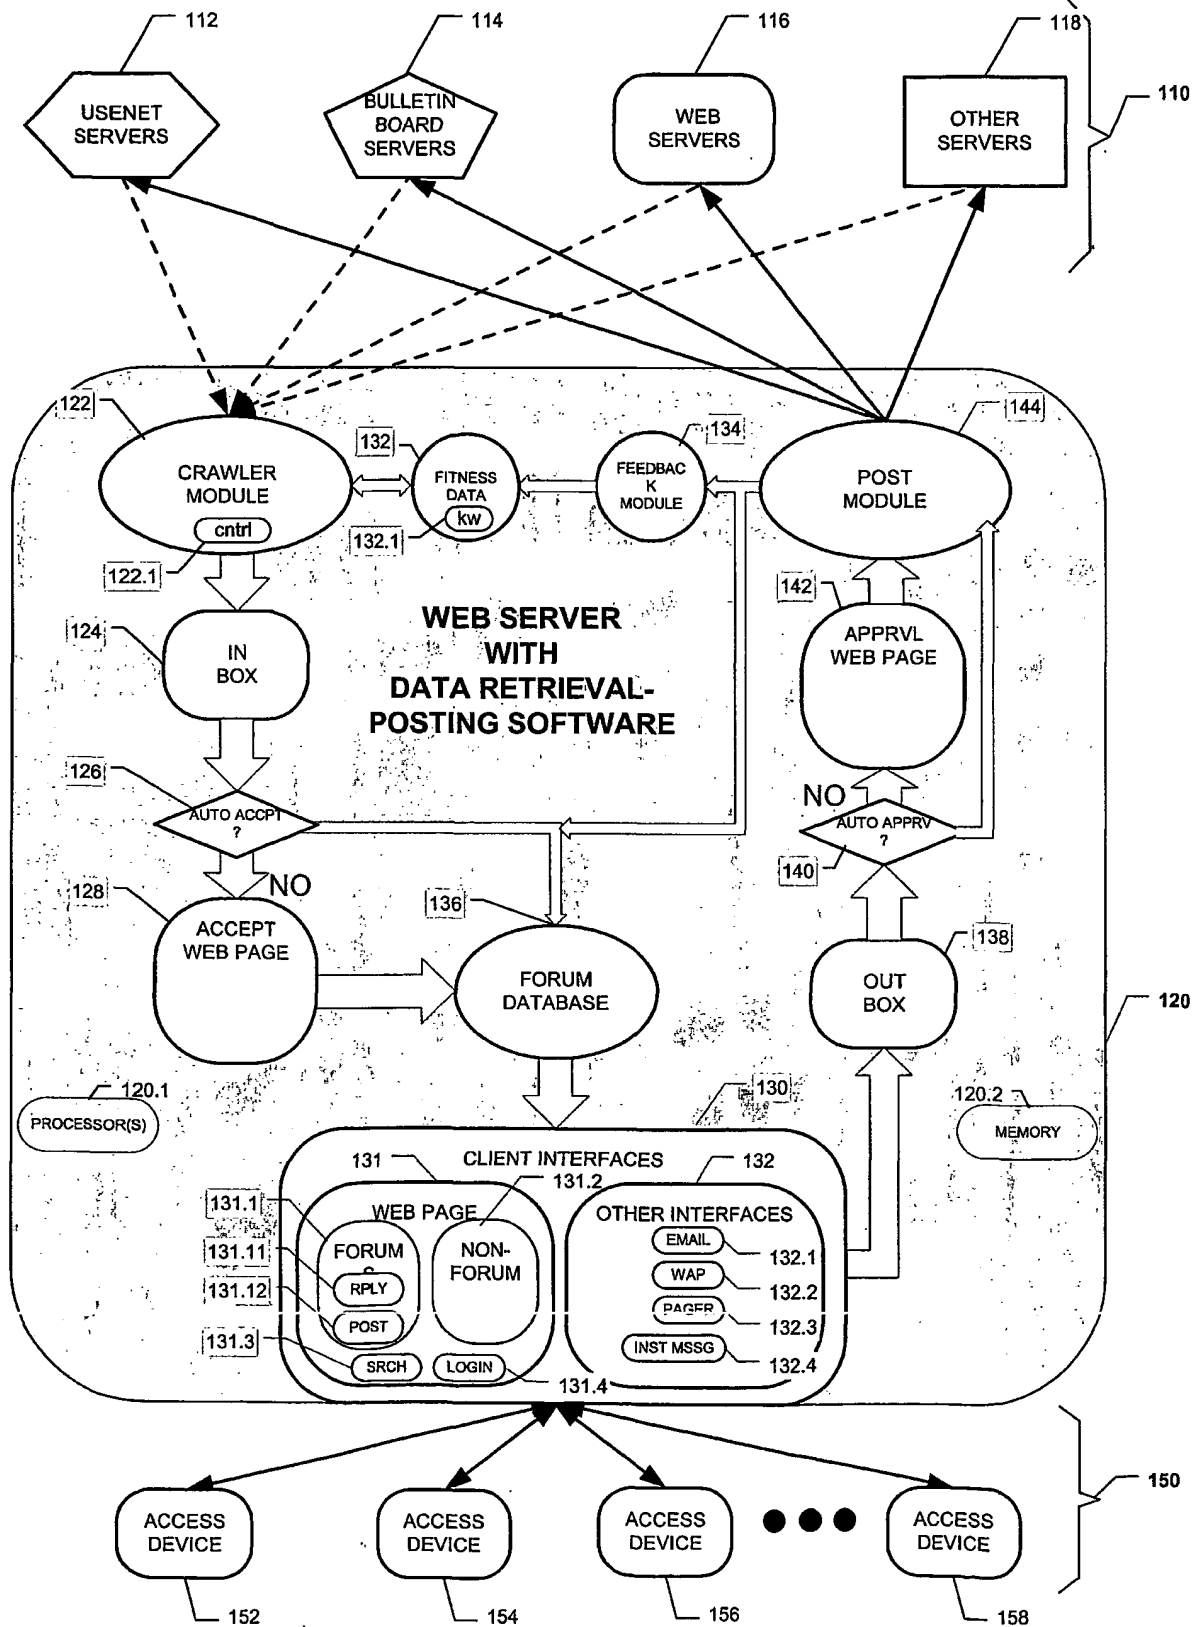 112
114
116
118
110
USENET
SERVERS
BULLETIN
BOARD
SERVERS
WEB
SERVERS
OTHER
SERVERS
122
CRAWLER
MODULE
cntrl
122.1
132
FITNESS
DATA
kw
132.1
134
FEEDBAC
K
MODULE
144
POST
MODULE
142
APPRVL
WEB PAGE
124
IN
BOX
WEB SERVER
WITH
DATA RETRIEVAL-
POSTING SOFTWARE
126
AUTO ACCPT
?
NO
NO
AUTO APPRV
?
140
128
ACCEPT
WEB PAGE
136
FORUM
DATABASE
138
OUT
BOX
120
120.1
PROCESSOR(S)
120.2
MEMORY
130
CLIENT INTERFACES
131
131.2
132
131.1
WEB PAGE
FORUM
S
NON-
FORUM
131.11
RPLY
131.12
POST
131.3
SRCH
LOGIN
131.4
OTHER INTERFACES
EMAIL
132.1
WAP
132.2
PAGER
132.3
INST MSSG
132.4
150
ACCESS
DEVICE
ACCESS
DEVICE
ACCESS
DEVICE
ACCESS
DEVICE
152
154
156
158